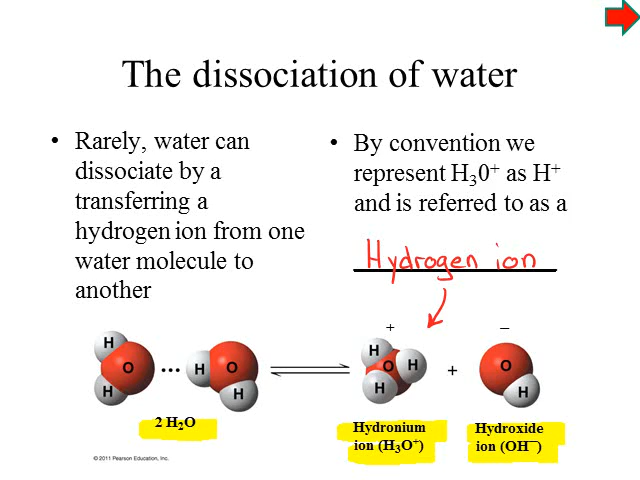 The dissociation of water
• Rarely, water can
dissociate by a
transferring a
hydrogen ion from one
water molecule to
another
• By convention we
represent H₃0⁺ as H⁺
and is referred to as a
Hydrogen ion
H
O
H
...
H
O
H
+
H
O
H
H
+
–
O
H
2 H₂O
Hydronium
ion (H₃O⁺)
Hydroxide
ion (OH⁻)
© 2011 Pearson Education, Inc.